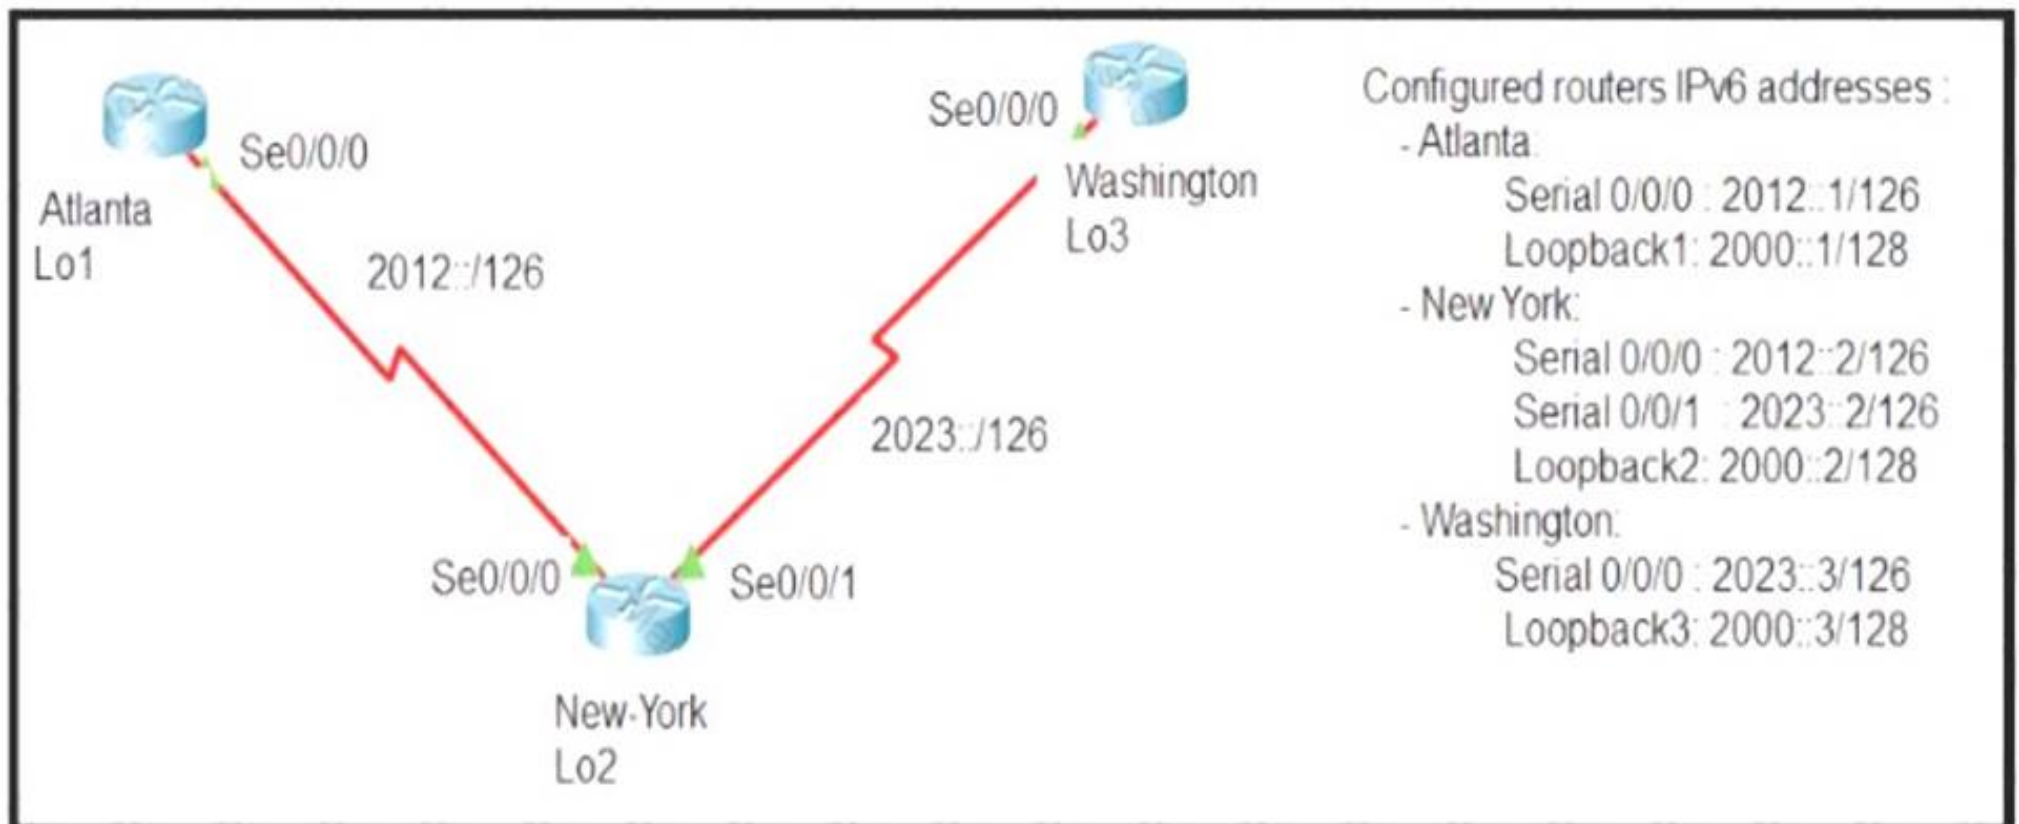 Se0/0/0
Atlanta
Lo1
2012::/126
Se0/0/0
Washington
Lo3
2023::/126
Se0/0/0
Se0/0/1
New-York
Lo2
Configured routers IPv6 addresses :
- Atlanta:
Serial 0/0/0 : 2012::1/126
Loopback1: 2000::1/128
- New York:
Serial 0/0/0 : 2012::2/126
Serial 0/0/1 : 2023::2/126
Loopback2: 2000::2/128
- Washington:
Serial 0/0/0 : 2023::3/126
Loopback3: 2000::3/128